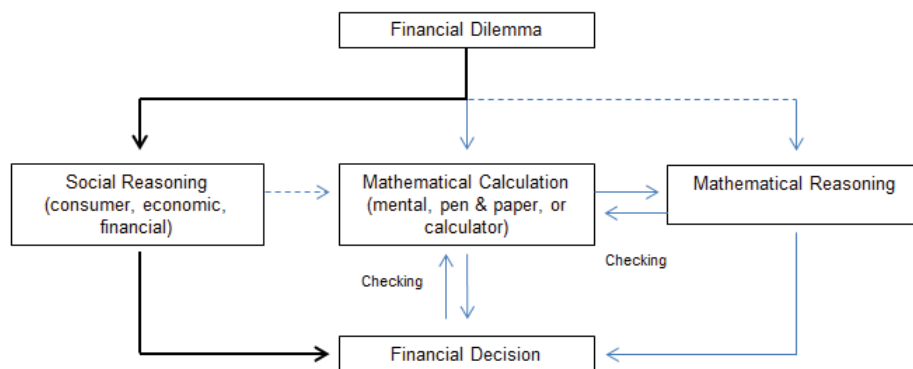 Financial Dilemma
Social Reasoning
(consumer, economic,
financial)
Mathematical Calculation
(mental, pen & paper, or
calculator)
Mathematical Reasoning
Checking
Checking
Financial Decision